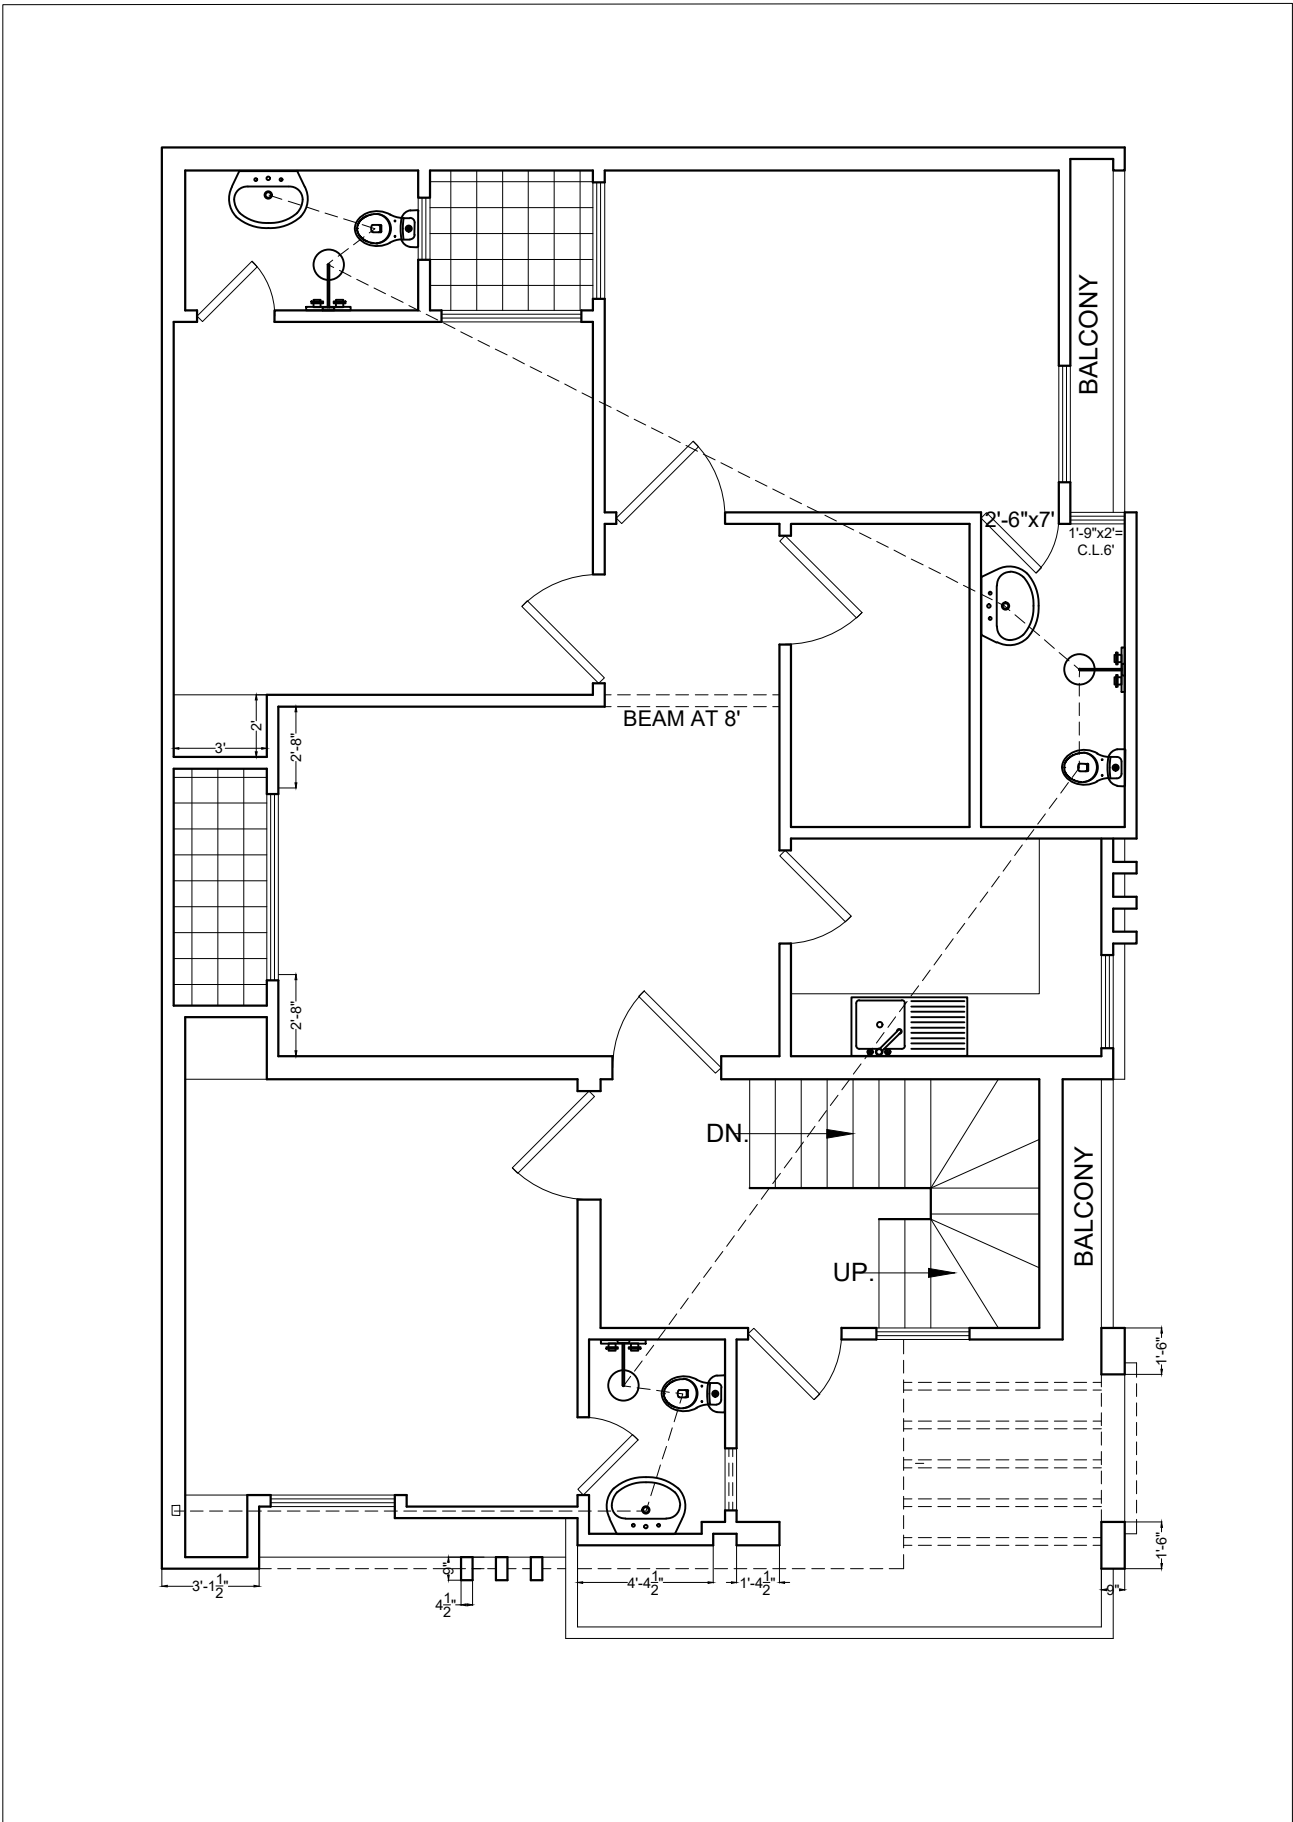 BALCONY
2'-6"x7'
1'-9"x2'=
C.L.6'
BEAM AT 8'
2'
3'
2'-8"
2'-8"
DN.
BALCONY
UP.
1'-6"
1'-6"
9"
3'-1½"
9"
4½"
4'-4½"
1'-4½"